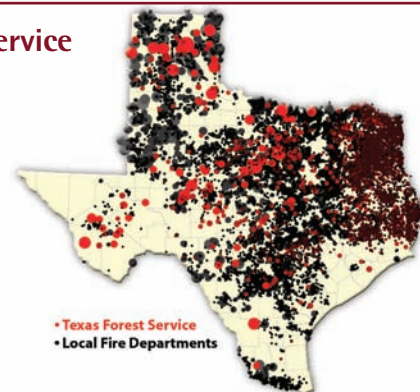 ervice
• Texas Forest Service
• Local Fire Departments